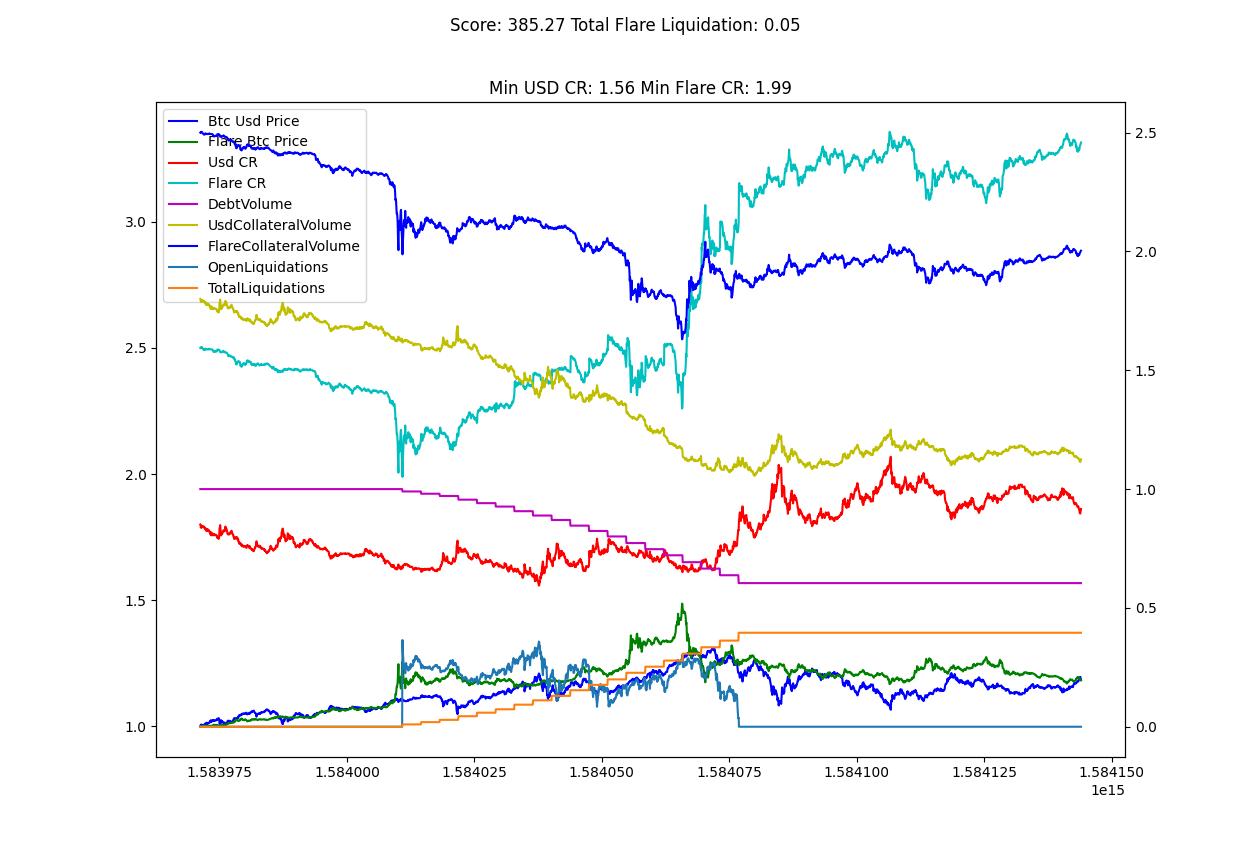 Score: 385.27 Total Flare Liquidation: 0.05
Min USD CR: 1.56 Min Flare CR: 1.99
Btc Usd Price
Flare Btc Price
Usd CR
Flare CR
DebtVolume
UsdCollateralVolume
FlareCollateralVolume
OpenLiquidations
TotalLiquidations
3.0
2.5
2.0
1.5
1.0
2.5
2.0
1.5
1.0
0.5
0.0
1.583975 1.584000 1.584025 1.584050 1.584075 1.584100 1.584125 1.584150
1e15